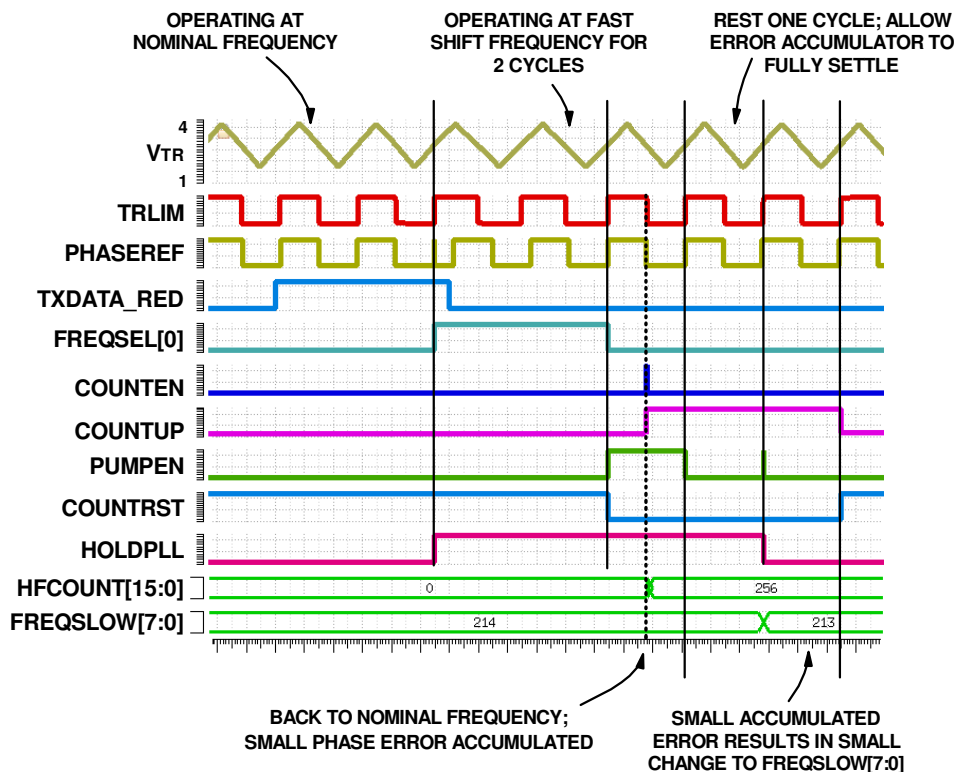 OPERATING AT
NOMINAL FREQUENCY
OPERATING AT FAST
SHIFT FREQUENCY FOR
2 CYCLES
REST ONE CYCLE; ALLOW
ERROR ACCUMULATOR TO
FULLY SETTLE
4
VTR
1
TRLIM
PHASEREF
TXDATA_RED
FREQSEL[0]
COUNTEN
COUNTUP
PUMPEN
COUNTRST
HOLDPLL
HFCOUNT[15:0]
0
256
FREQSLOW[7:0]
214
213
BACK TO NOMINAL FREQUENCY;
SMALL PHASE ERROR ACCUMULATED
SMALL ACCUMULATED
ERROR RESULTS IN SMALL
CHANGE TO FREQSLOW[7:0]